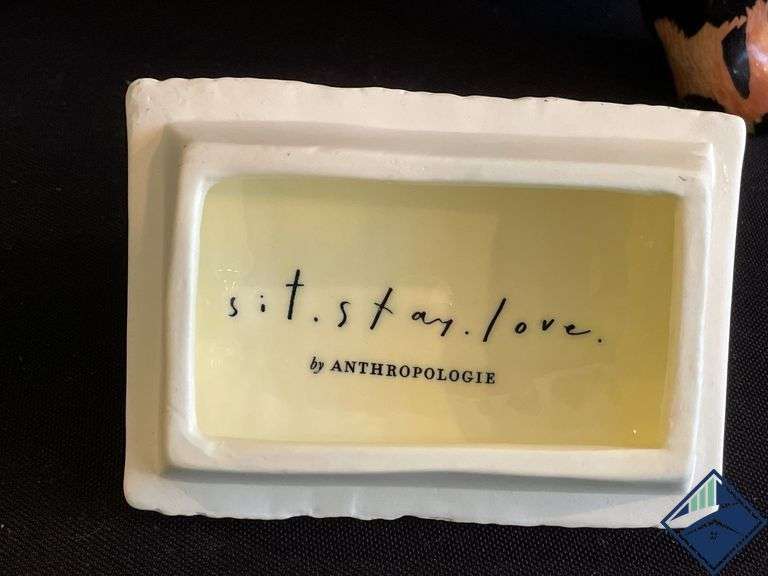 sit. stay. love.
by ANTHROPOLOGIE